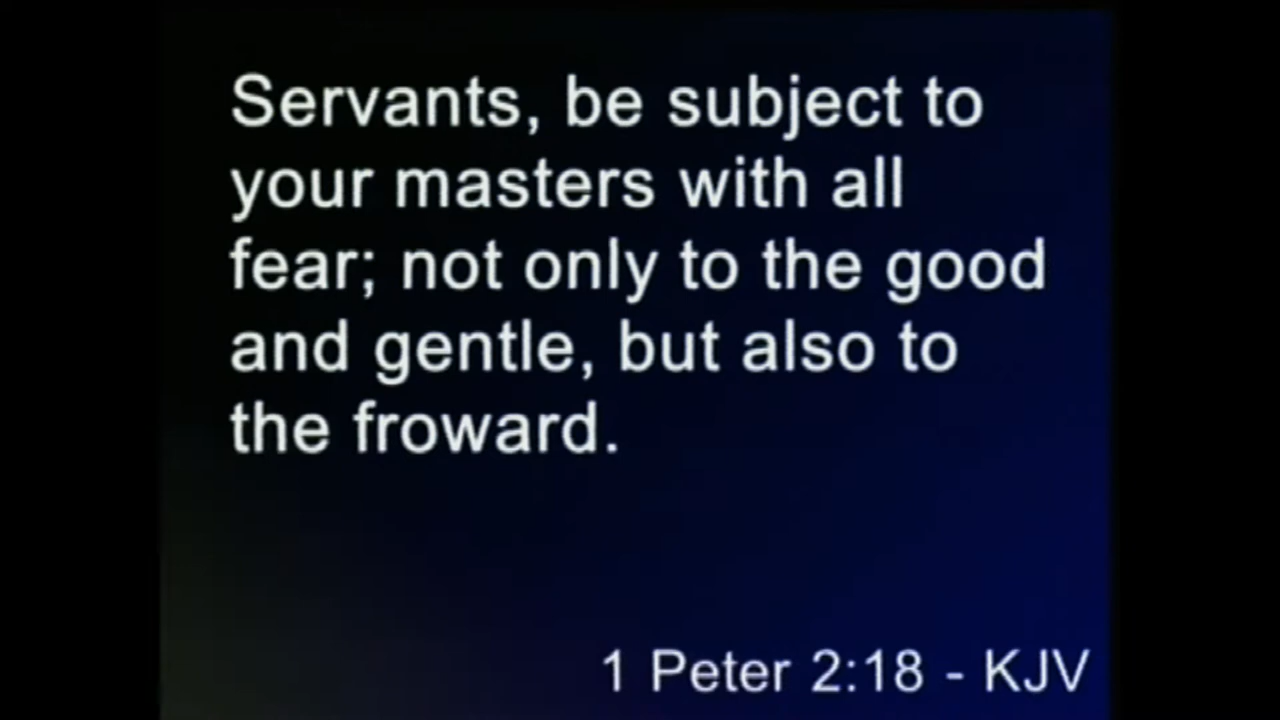 Servants, be subject to
your masters with all
fear; not only to the good
and gentle, but also to
the froward.
1 Peter 2:18 - KJV